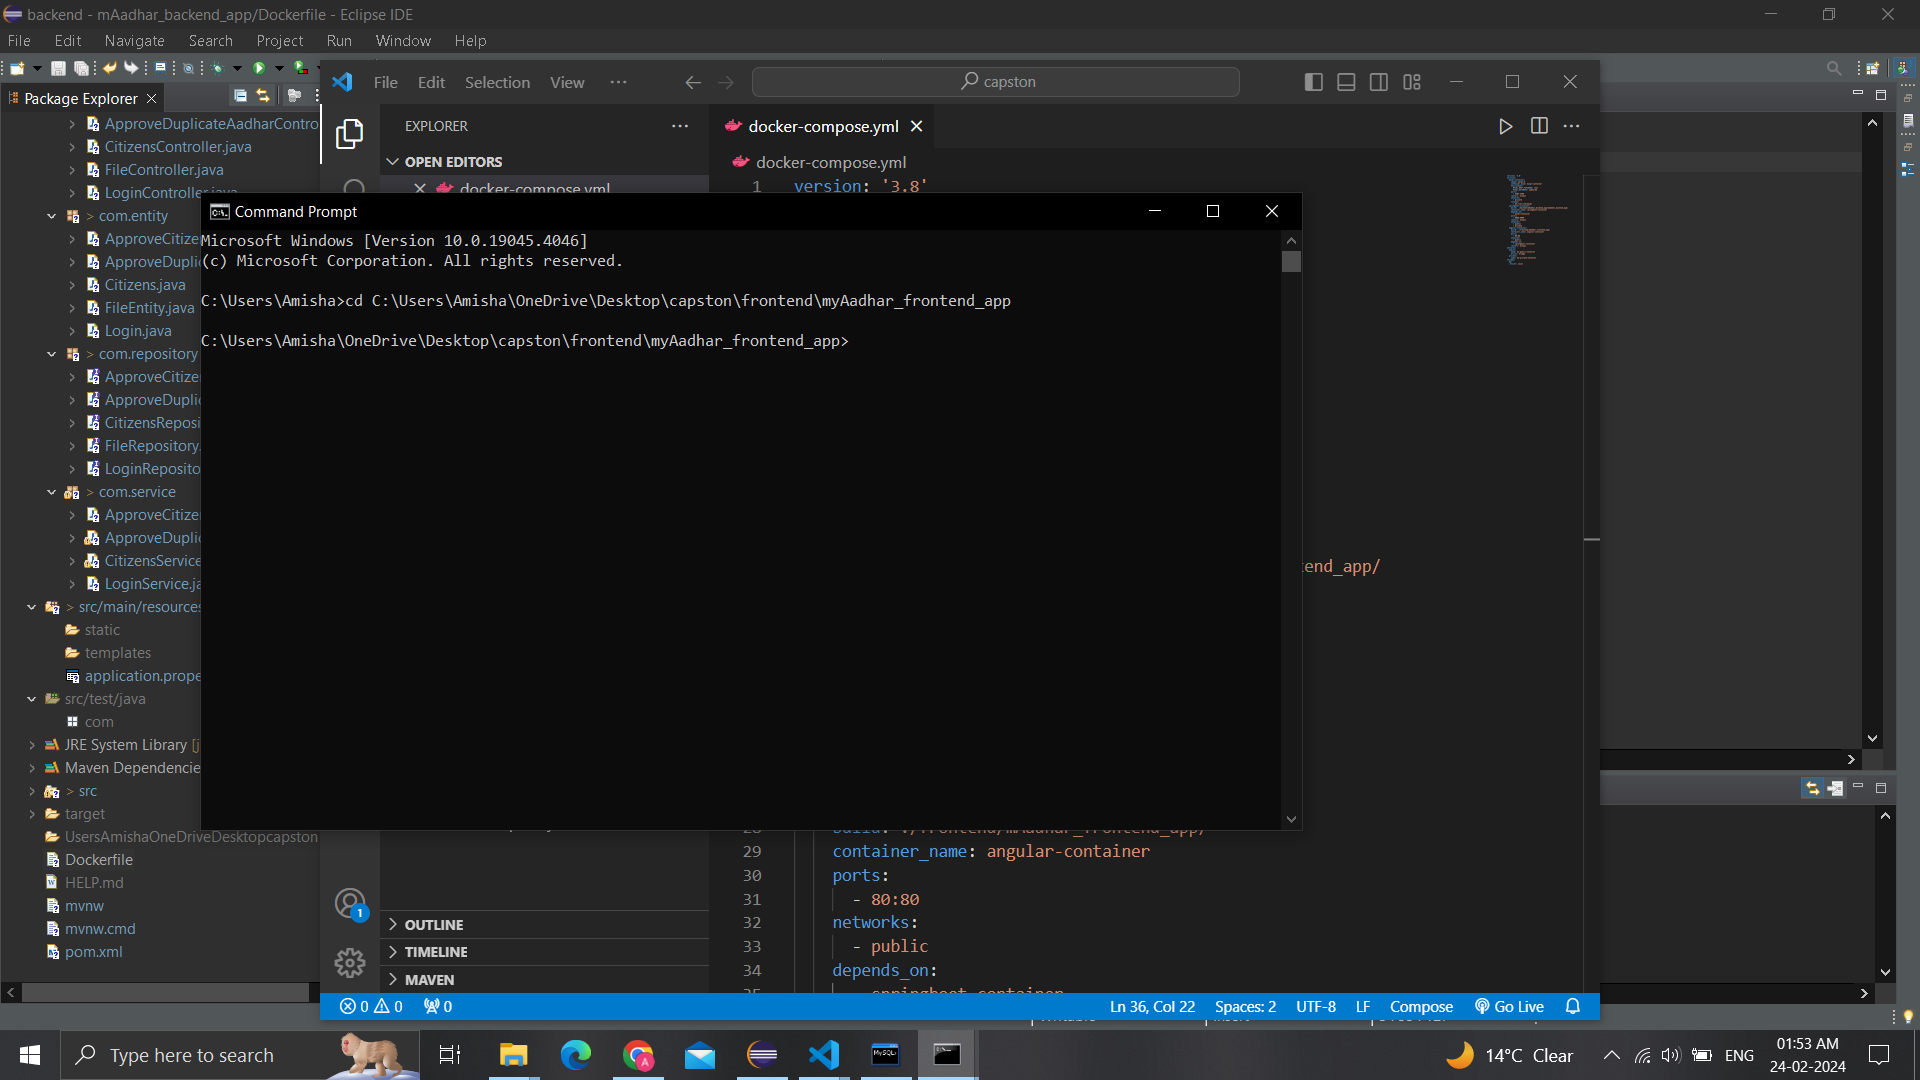 backend - mAadhar_backend_app/Dockerfile - Eclipse IDE
File Edit Navigate Search Project Run Window Help
Package Explorer
ApproveDuplicateAadharContro
CitizensController.java
FileController.java
LoginController.java
> com.entity
ApproveCitize
ApproveDupli
Citizens.java
FileEntity.java
Login.java
> com.repository
ApproveCitize
ApproveDupli
CitizensReposi
FileRepository.
LoginReposito
> com.service
ApproveCitize
ApproveDupli
CitizensService
LoginService.ja
> src/main/resources
static
templates
application.prope
src/test/java
com
JRE System Library [j
Maven Dependencie
> src
target
UsersAmishaOneDriveDesktopcapston
Dockerfile
HELP.md
mvnw
mvnw.cmd
pom.xml
File Edit Selection View ···
capston
EXPLORER
OPEN EDITORS
docker-compose.yml
docker-compose.yml
docker-compose.yml
1 version: '3.8'
Command Prompt
Microsoft Windows [Version 10.0.19045.4046]
(c) Microsoft Corporation. All rights reserved.
C:\Users\Amisha>cd C:\Users\Amisha\OneDrive\Desktop\capston\frontend\myAadhar_frontend_app
C:\Users\Amisha\OneDrive\Desktop\capston\frontend\myAadhar_frontend_app>
end_app/
28 build: ./frontend/mAadhar_frontend_app/
29 container_name: angular-container
30 ports:
31 - 80:80
32 networks:
33 - public
34 depends_on:
35 - springboot-container
OUTLINE
TIMELINE
MAVEN
1
0 0 0
Ln 36, Col 22 Spaces: 2 UTF-8 LF Compose Go Live
Type here to search
14°C Clear
ENG
01:53 AM
24-02-2024